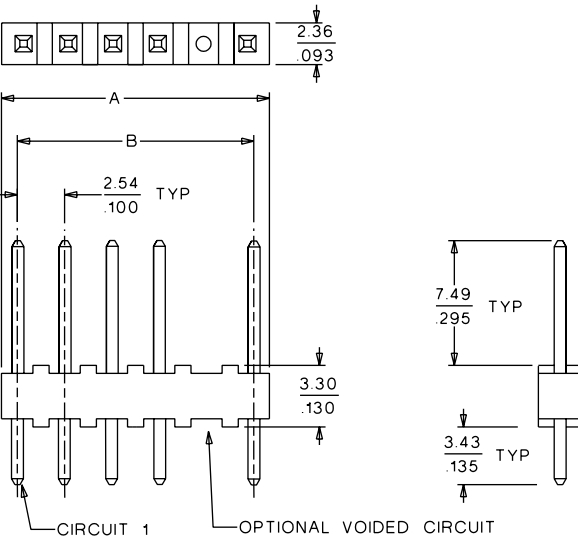 2.36
.093
A
B
2.54
.100
TYP
7.49
.295
TYP
3.30
.130
3.43
.135
TYP
CIRCUIT 1
OPTIONAL VOIDED CIRCUIT